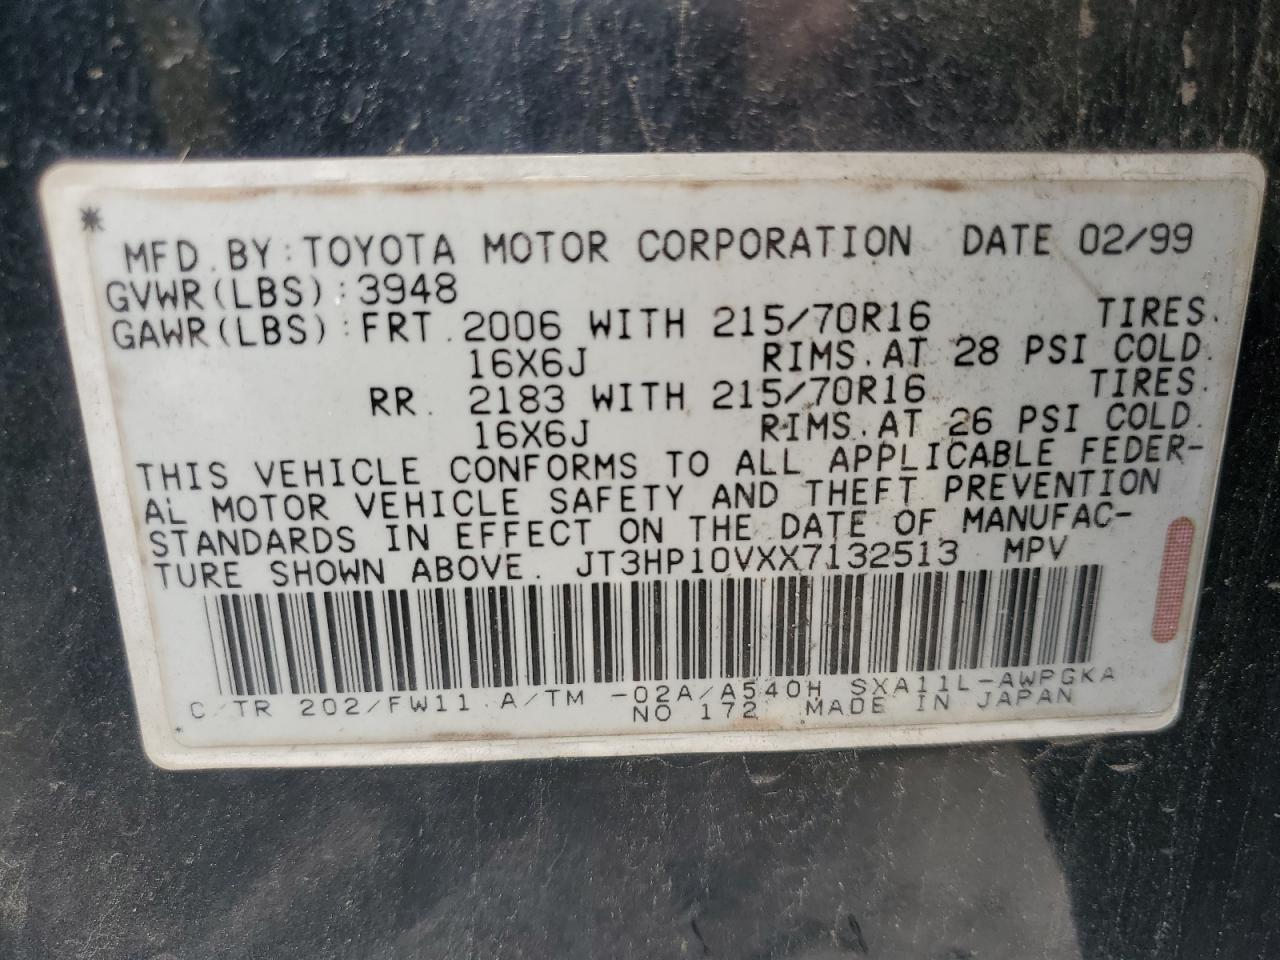 *
MFD. BY: TOYOTA MOTOR CORPORATION DATE 02/99
GVWR(LBS): 3948
GAWR(LBS): FRT. 2006 WITH 215/70R16 TIRES.
16X6J RIMS. AT 28 PSI COLD.
RR. 2183 WITH 215/70R16 TIRES.
16X6J RIMS. AT 26 PSI COLD.
THIS VEHICLE CONFORMS TO ALL APPLICABLE FEDER-
AL MOTOR VEHICLE SAFETY AND THEFT PREVENTION
STANDARDS IN EFFECT ON THE DATE OF MANUFAC-
TURE SHOWN ABOVE. JT3HP10VXX7132513 MPV
C/TR 202/FW11 A/TM -02A/A540H SXA11L-AWPGKA
NO 172 MADE IN JAPAN